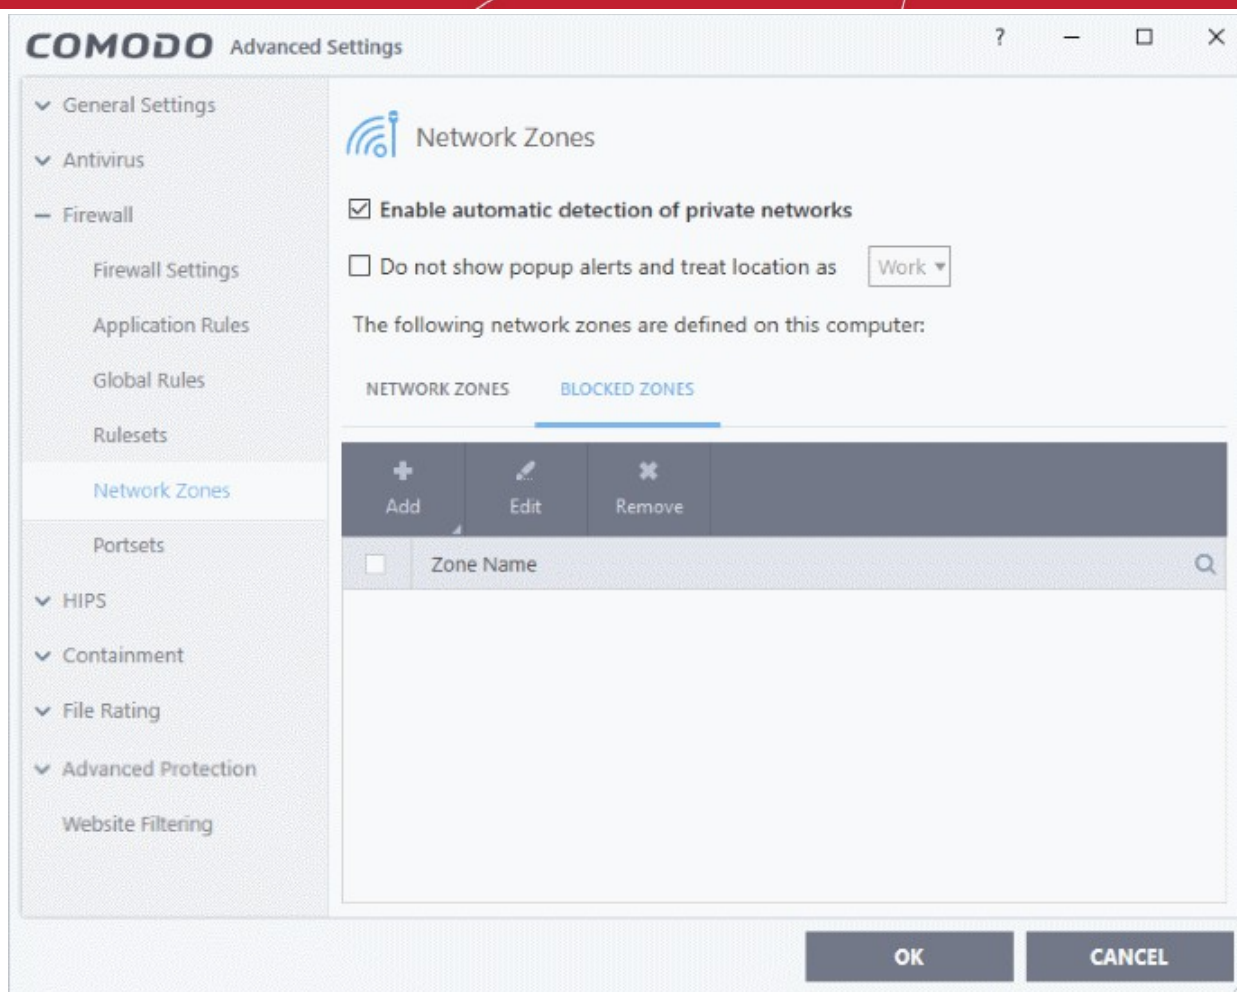 COMODO Advanced Settings ?
General Settings
Antivirus
Firewall
Firewall Settings
Application Rules
Global Rules
Rulesets
Network Zones
Portsets
HIPS
Containment
File Rating
Advanced Protection
Website Filtering
Network Zones
Enable automatic detection of private networks
Do not show popup alerts and treat location as Work
The following network zones are defined on this computer:
NETWORK ZONES BLOCKED ZONES
Add Edit Remove
Zone Name
OK CANCEL